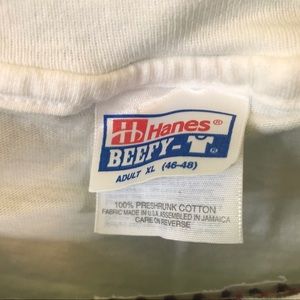 Hanes®
BEEFY-T®
ADULT XL (46-48)
100% PRESHRUNK COTTON
FABRIC MADE IN U.S.A. ASSEMBLED IN JAMAICA
CARE ON REVERSE